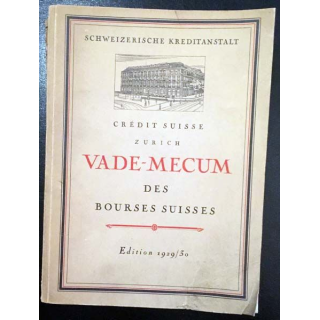 SCHWEIZERISCHE KREDITANSTALT
CRÉDIT SUISSE
ZURICH
VADE-MECUM
DES
BOURSES SUISSES
Edition 1929/30